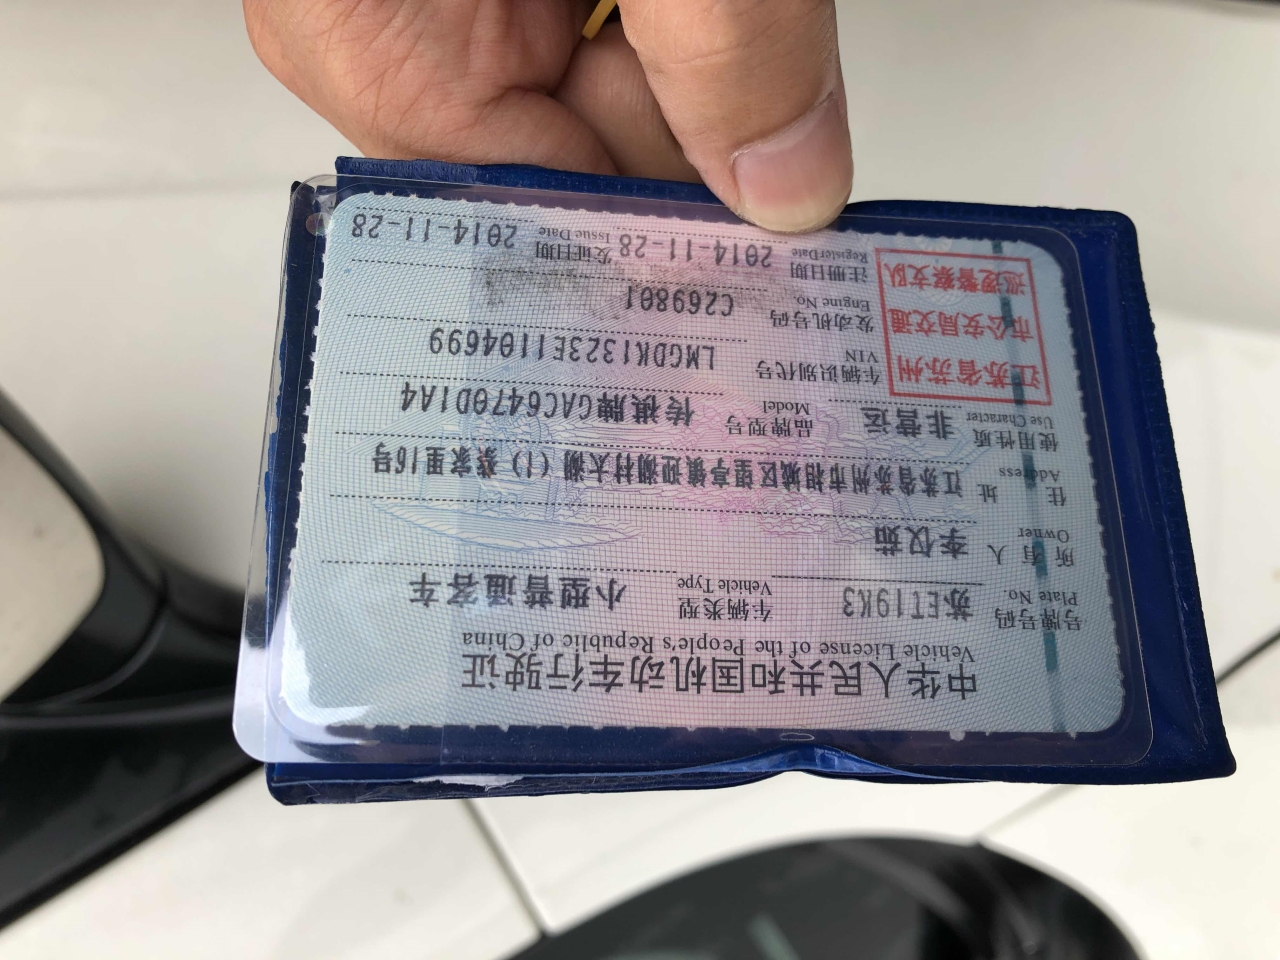 中华人民共和国机动车行驶证
Vehicle License of the People's Republic of China
号牌号码 苏ET19K3 车辆类型 小型普通客车
Plate No. Vehicle Type
所有人 李仪茹
Owner
住址 江苏省苏州市相城区望亭镇迎湖村大湖(1)蔡家里16号
Address
使用性质 非营运 品牌型号 传祺牌GAC6470D1A4
Use Character Model
江苏省苏州
市公安局交通
巡逻警察支队
车辆识别代号 LMGDK1323E1104699
VIN
发动机号码 C269801
Engine No.
注册日期 2014-11-28 发证日期 2014-11-28
RegisterDate Issue Date